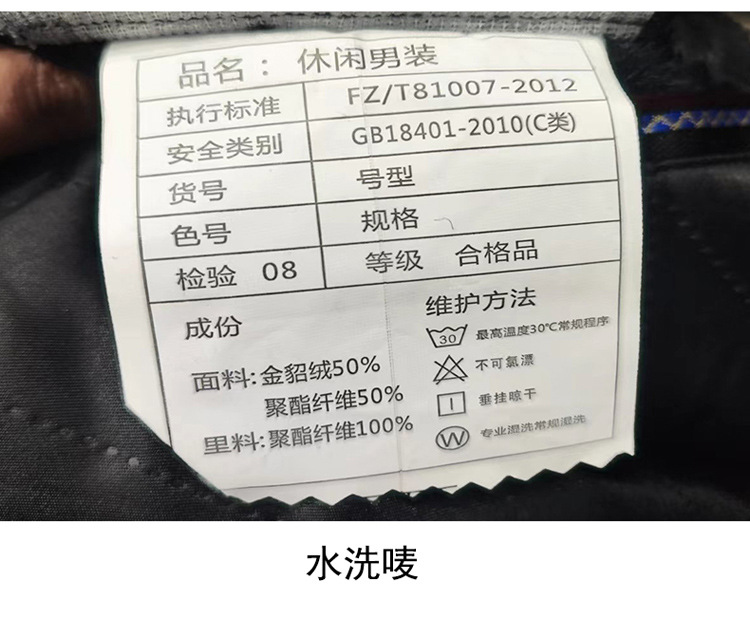 品名： 休闲男装
执行标准 FZ/T81007-2012
安全类别 GB18401-2010(C类)
货号 号型
色号 规格
检验 08 等级 合格品
成份
面料:金貂绒50%
聚酯纤维50%
里料:聚酯纤维100%
维护方法
30 最高温度30℃常规程序
不可氯漂
垂挂晾干
W 专业湿洗常规湿洗
水洗唛